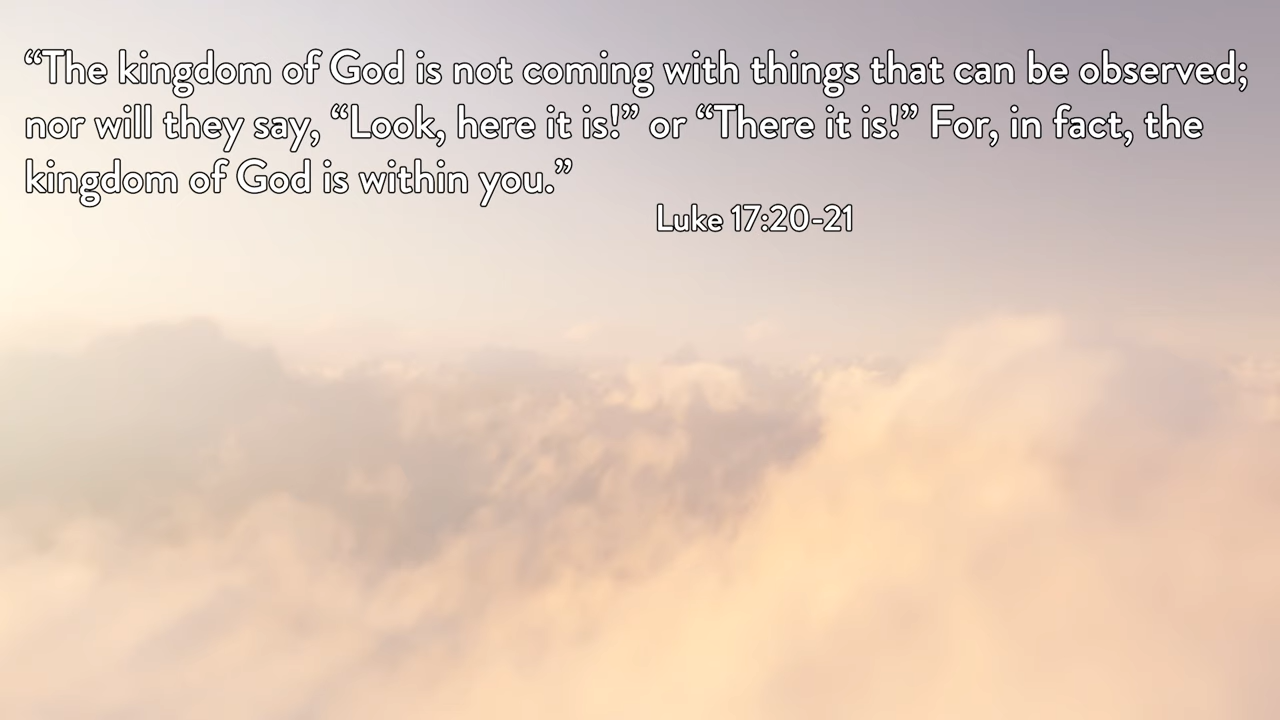 “The kingdom of God is not coming with things that can be observed;
nor will they say, “Look, here it is!” or “There it is!” For, in fact, the
kingdom of God is within you.”
Luke 17:20-21